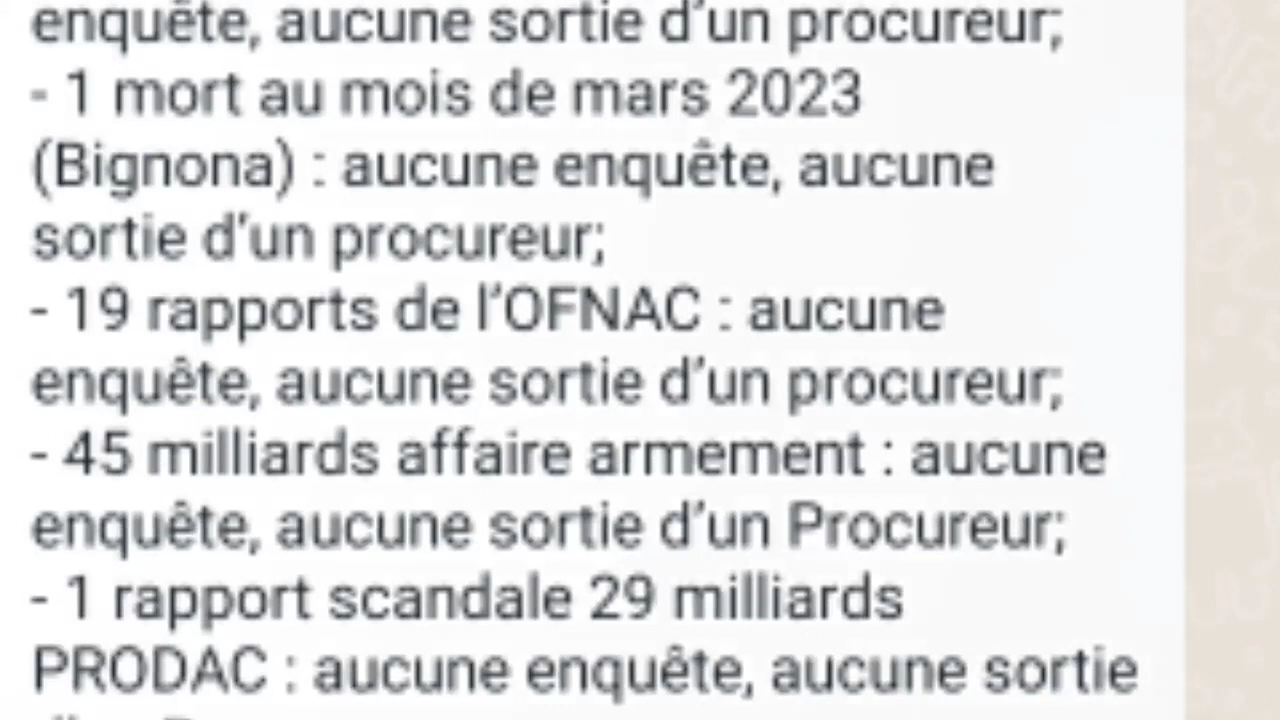 enquête, aucune sortie d’un procureur;
- 1 mort au mois de mars 2023
(Bignona) : aucune enquête, aucune
sortie d’un procureur;
- 19 rapports de l’OFNAC : aucune
enquête, aucune sortie d’un procureur;
- 45 milliards affaire armement : aucune
enquête, aucune sortie d’un Procureur;
- 1 rapport scandale 29 milliards
PRODAC : aucune enquête, aucune sortie